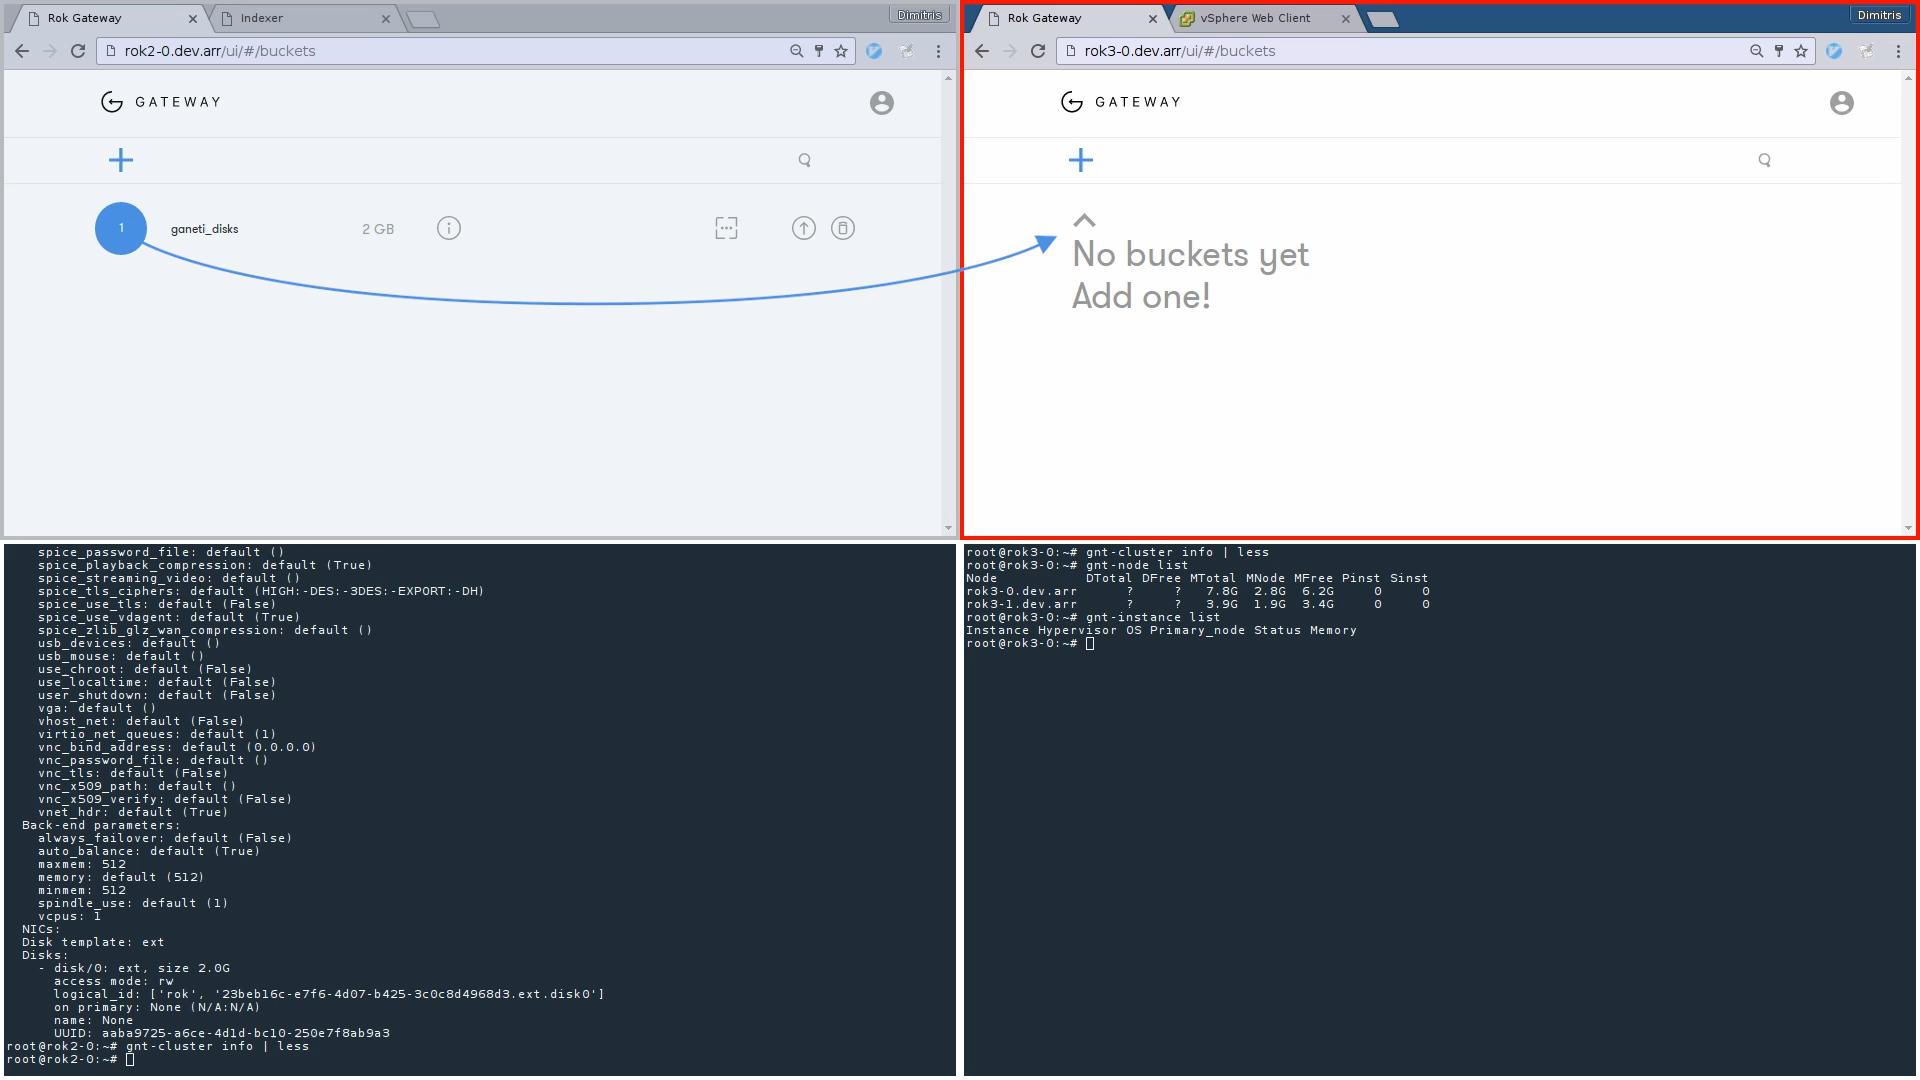 Rok Gateway
Indexer
Dimitris
rok2-0.dev.arr/ui/#/buckets
GATEWAY
1
ganeti_disks
2 GB
Rok Gateway
vSphere Web Client
Dimitris
rok3-0.dev.arr/ui/#/buckets
GATEWAY
No buckets yet
Add one!
spice_password_file: default ()
spice_playback_compression: default (True)
spice_streaming_video: default ()
spice_tls_ciphers: default (HIGH:-DES:-3DES:-EXPORT:-DH)
spice_use_tls: default (False)
spice_use_vdagent: default (True)
spice_zlib_glz_wan_compression: default ()
usb_devices: default ()
usb_mouse: default ()
use_chroot: default (False)
use_localtime: default (False)
user_shutdown: default (False)
vga: default ()
vhost_net: default (False)
virtio_net_queues: default (1)
vnc_bind_address: default (0.0.0.0)
vnc_password_file: default ()
vnc_tls: default (False)
vnc_x509_path: default ()
vnc_x509_verify: default (False)
vnet_hdr: default (True)
Back-end parameters:
always_failover: default (False)
auto_balance: default (True)
maxmem: 512
memory: default (512)
minmem: 512
spindle_use: default (1)
vcpus: 1
NICs:
Disk template: ext
Disks:
- disk/0: ext, size 2.0G
access mode: rw
logical_id: ['rok', '23beb16c-e7f6-4d07-b425-3c0c8d4968d3.ext.disk0']
on primary: None (N/A:N/A)
name: None
UUID: aaba9725-a6ce-4d1d-bc10-250e7f8ab9a3
root@rok2-0:~# gnt-cluster info | less
root@rok2-0:~#
root@rok3-0:~# gnt-cluster info | less
root@rok3-0:~# gnt-node list
Node DTotal DFree MTotal MNode MFree Pinst Sinst
rok3-0.dev.arr ? ? 7.8G 2.8G 6.2G 0 0
rok3-1.dev.arr ? ? 3.9G 1.9G 3.4G 0 0
root@rok3-0:~# gnt-instance list
Instance Hypervisor OS Primary_node Status Memory
root@rok3-0:~#